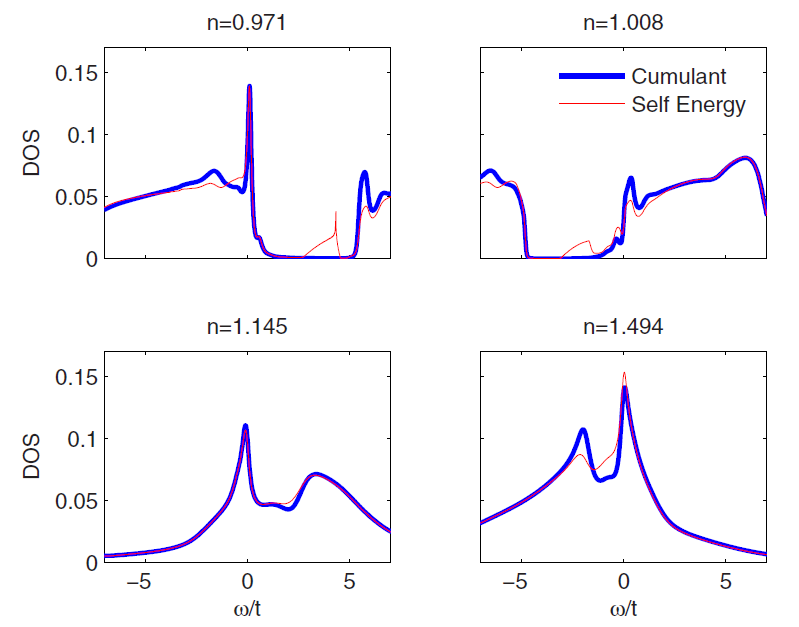 n=0.971
n=1.008
0.15
0.1
0.05
0
DOS
Cumulant
Self Energy
n=1.145
n=1.494
0.15
0.1
0.05
0
DOS
−5 0 5
−5 0 5
ω/t
ω/t